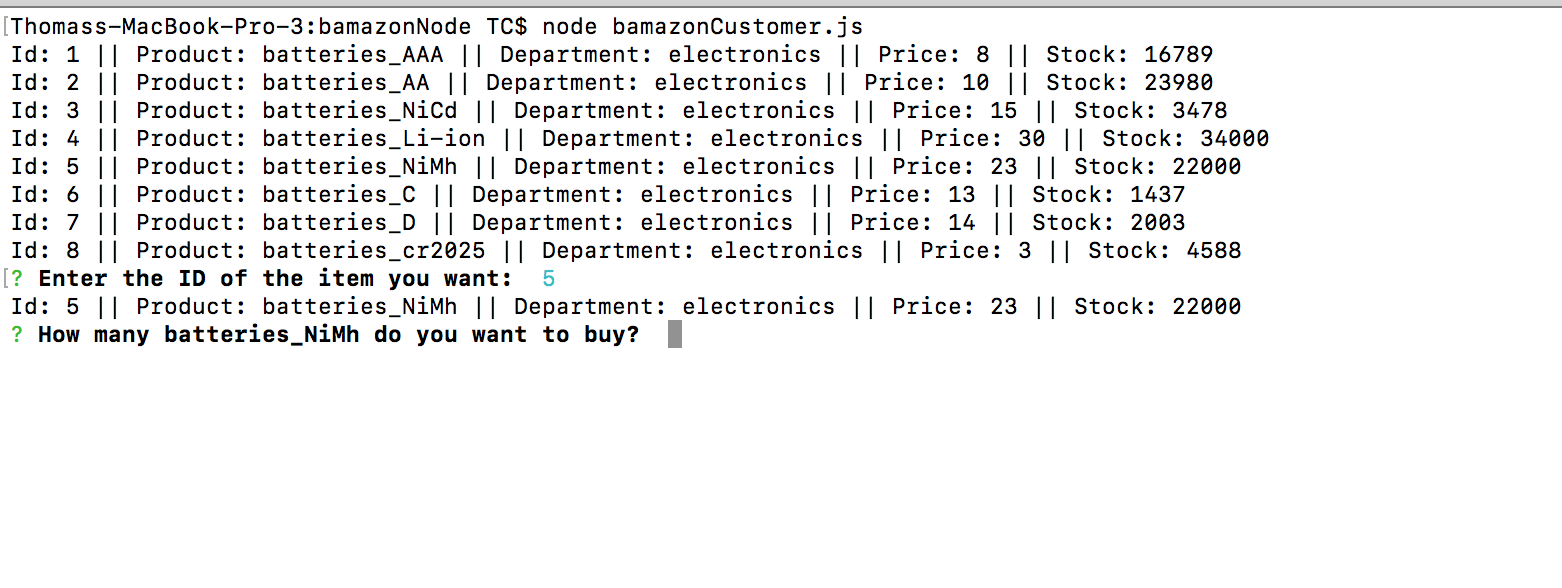 [Thomass-MacBook-Pro-3:bamazonNode TC$ node bamazonCustomer.js
Id: 1 || Product: batteries_AAA || Department: electronics || Price: 8 || Stock: 16789
Id: 2 || Product: batteries_AA || Department: electronics || Price: 10 || Stock: 23980
Id: 3 || Product: batteries_NiCd || Department: electronics || Price: 15 || Stock: 3478
Id: 4 || Product: batteries_Li-ion || Department: electronics || Price: 30 || Stock: 34000
Id: 5 || Product: batteries_NiMh || Department: electronics || Price: 23 || Stock: 22000
Id: 6 || Product: batteries_C || Department: electronics || Price: 13 || Stock: 1437
Id: 7 || Product: batteries_D || Department: electronics || Price: 14 || Stock: 2003
Id: 8 || Product: batteries_cr2025 || Department: electronics || Price: 3 || Stock: 4588
[? Enter the ID of the item you want:  5
Id: 5 || Product: batteries_NiMh || Department: electronics || Price: 23 || Stock: 22000
? How many batteries_NiMh do you want to buy?